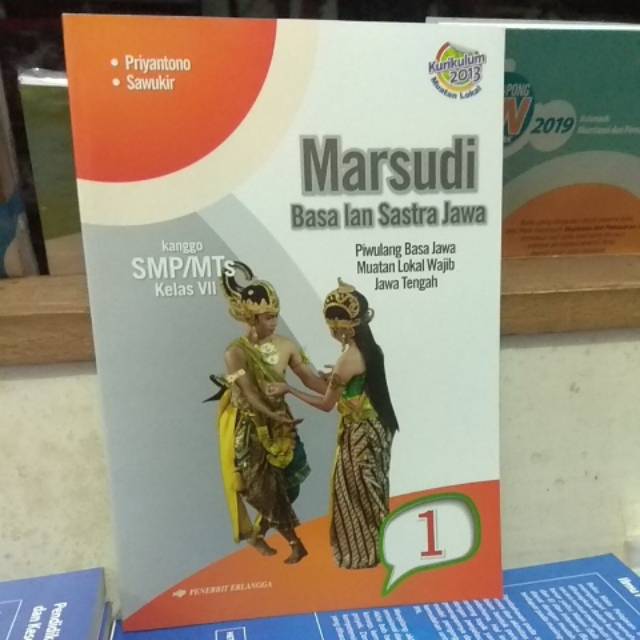 • Priyantono
• Sawukir
Kurikulum
2013
Muatan Lokal
Marsudi
Basa lan Sastra Jawa
kanggo
SMP/MTs
Kelas VII
Piwulang Basa Jawa
Muatan Lokal Wajib
Jawa Tengah
1
PENERBIT ERLANGGA
2019